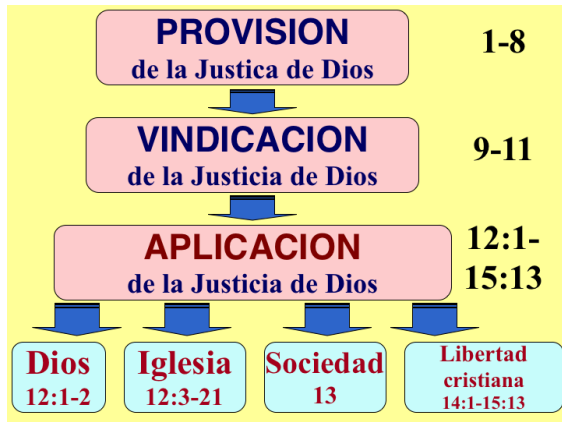 PROVISION
de la Justica de Dios
1-8
VINDICACION
de la Justicia de Dios
9-11
APLICACION
de la Justicia de Dios
12:1-
15:13
Dios
12:1-2
Iglesia
12:3-21
Sociedad
13
Libertad
cristiana
14:1-15:13